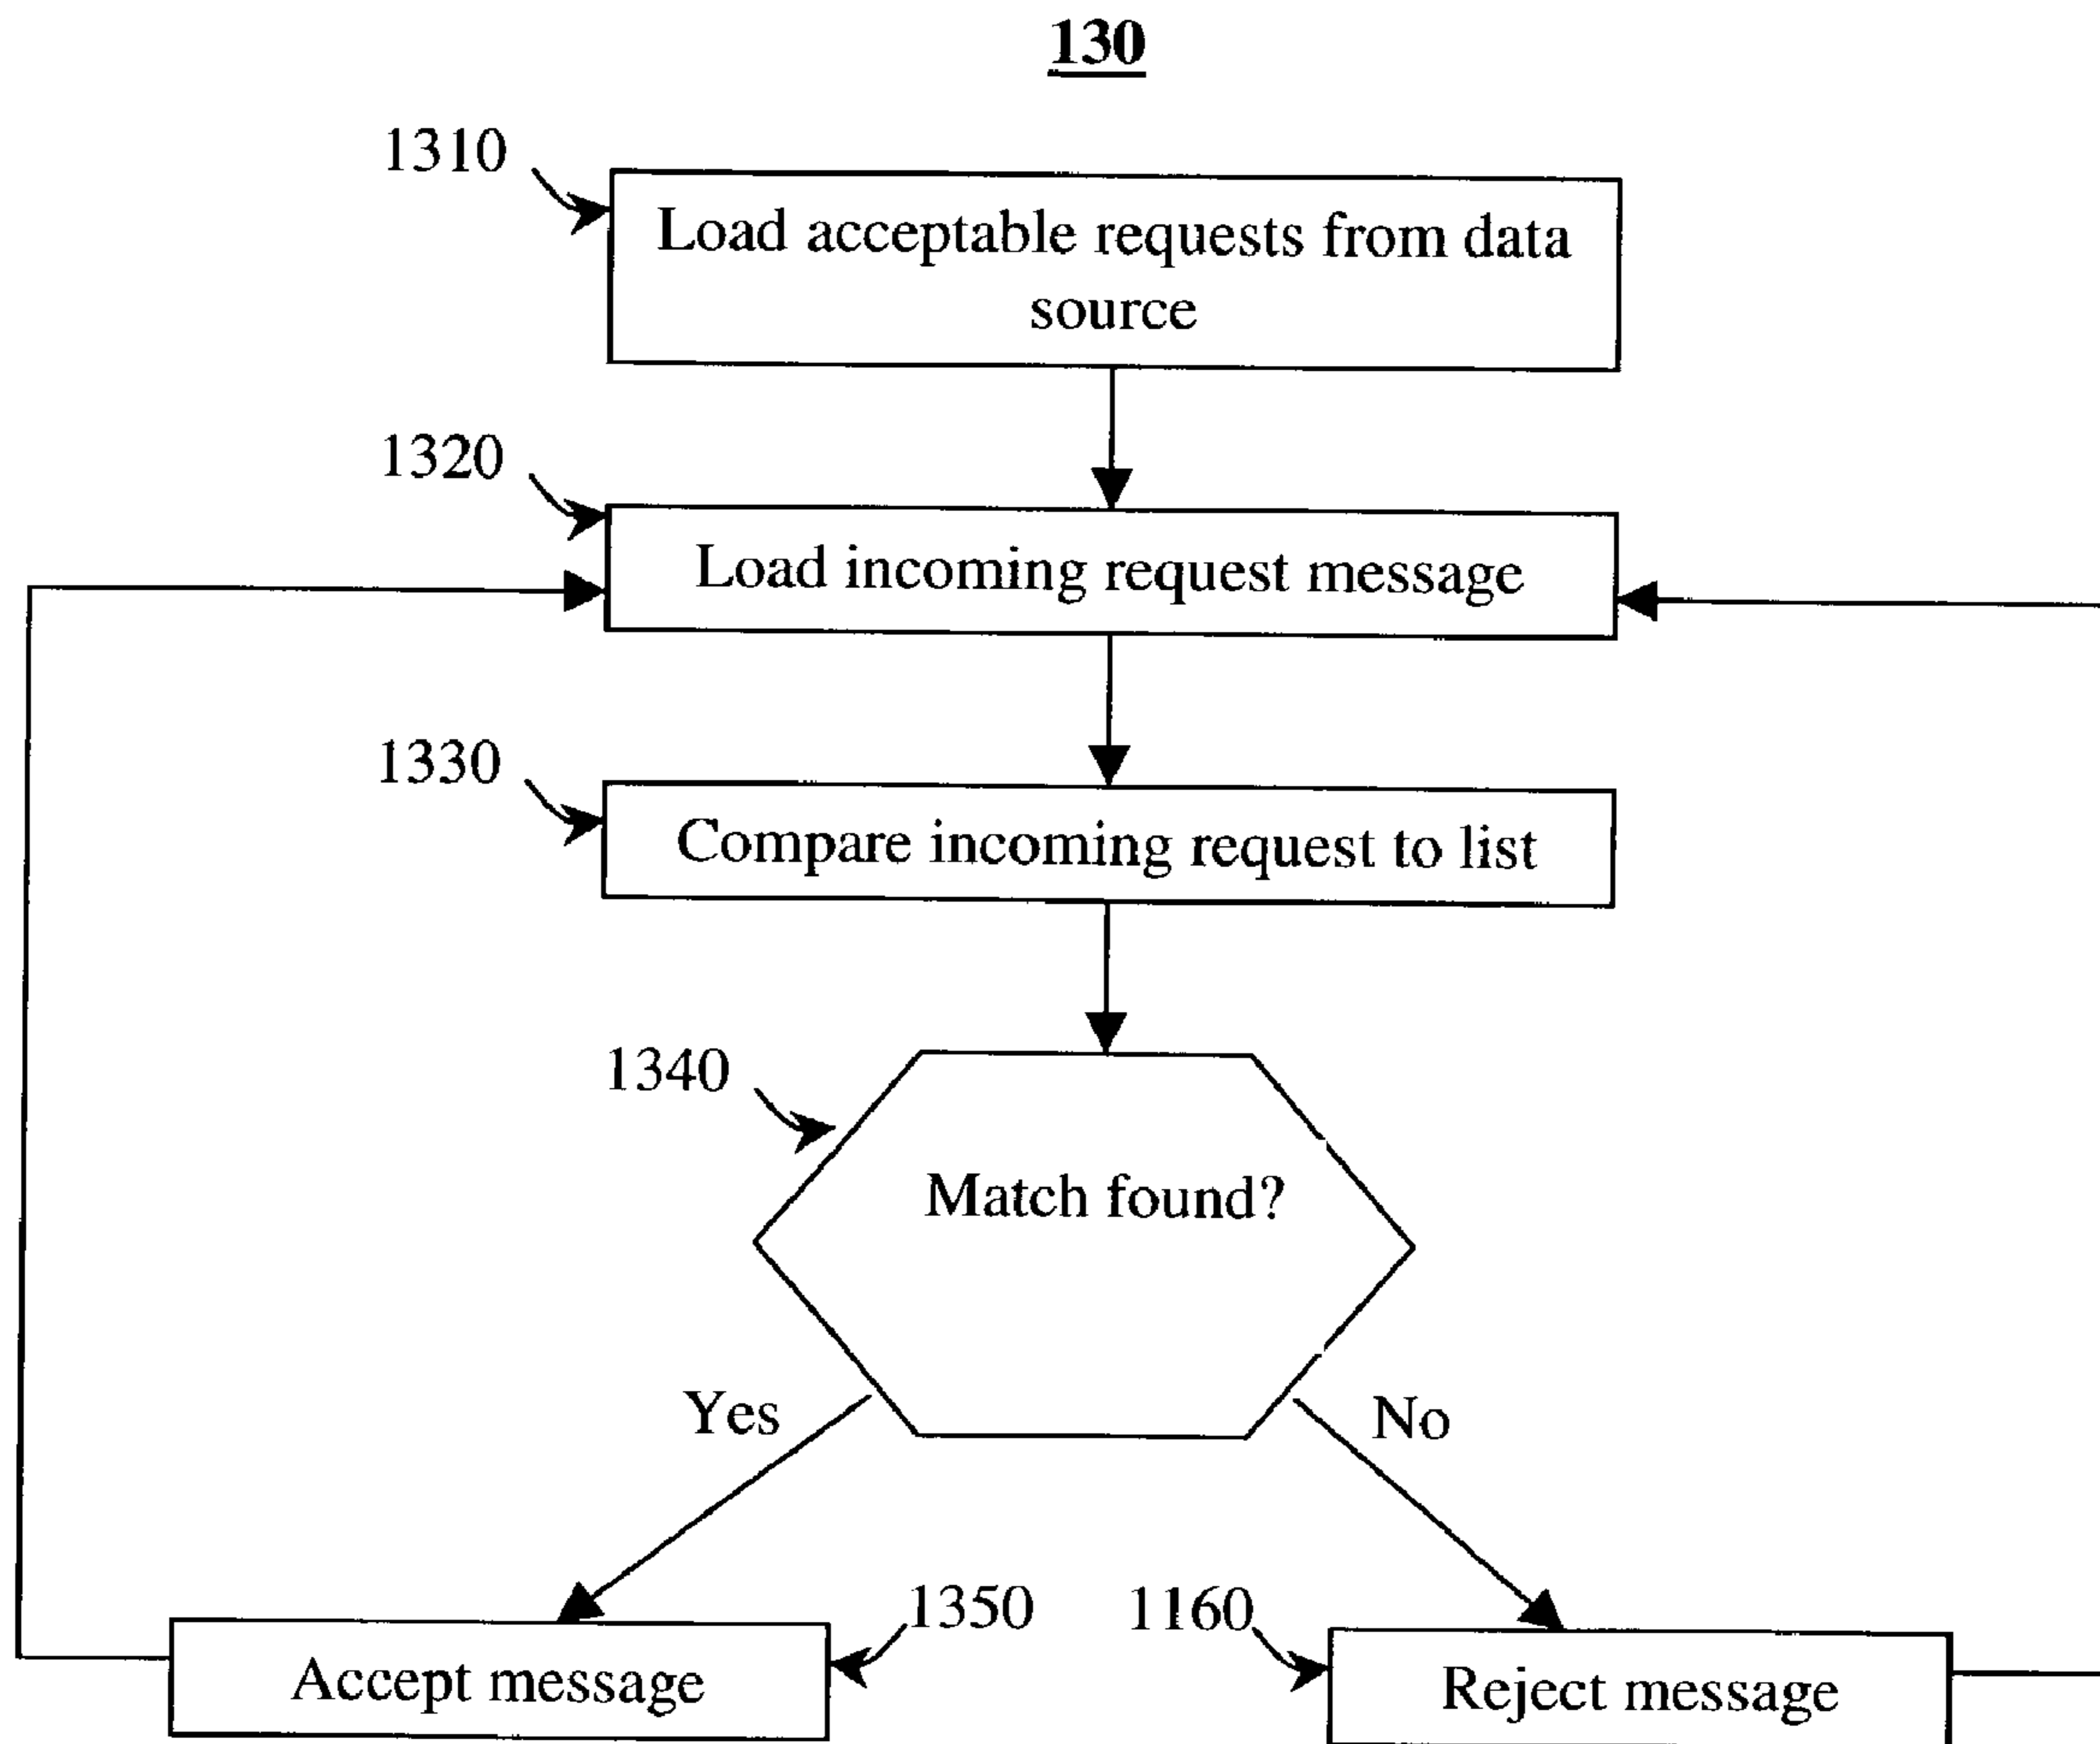 130
1310
Load acceptable requests from data
source
1320
Load incoming request message
1330
Compare incoming request to list
1340
Match found?
Yes
No
1350
1160
Accept message
Reject message